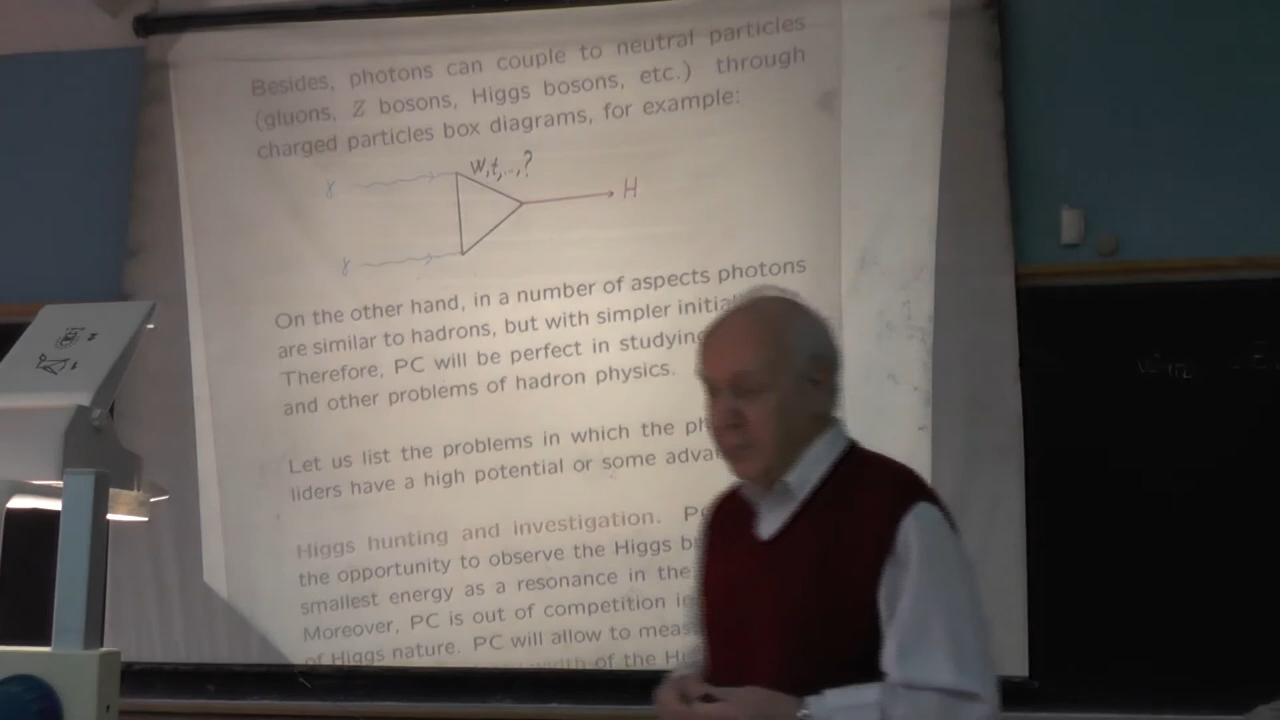 Besides, photons can couple to neutral particles
(gluons, Z bosons, Higgs bosons, etc.) through
charged particles box diagrams, for example:
γ W,t,..,? H
γ
On the other hand, in a number of aspects photons
are similar to hadrons, but with simpler initial
Therefore, PC will be perfect in studying
and other problems of hadron physics.
Let us list the problems in which the
liders have a high potential or some
Higgs hunting and investigation.
the opportunity to observe the Higgs
smallest energy as a resonance in the
Moreover, PC is out of competition
of Higgs nature. PC will allow to
width of the